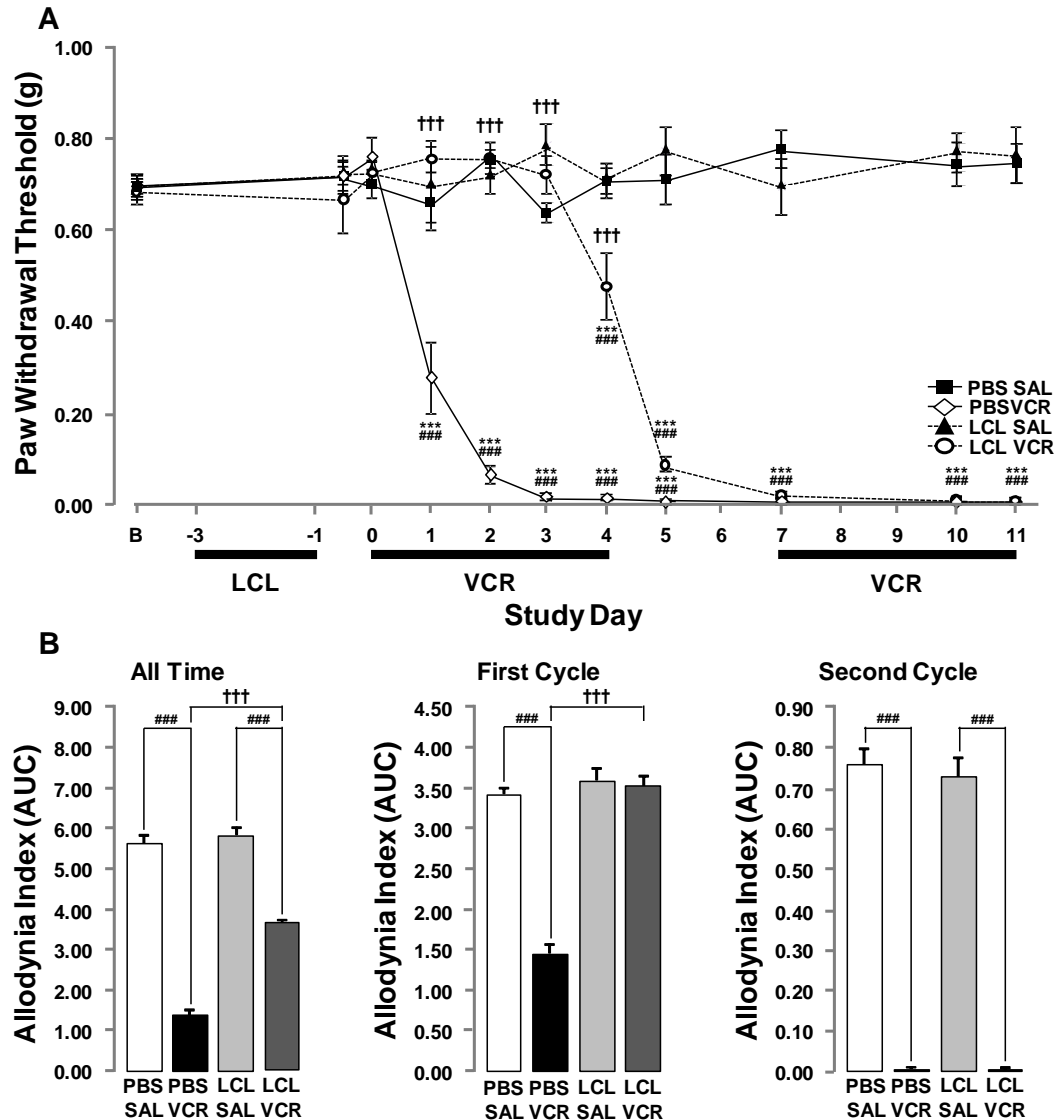 A
Paw Withdrawal Threshold (g)
1.00
0.80
0.60
0.40
0.20
0.00
††† ††† †††
†††
***
###
***
###
***
###
***
###
***
###
***
###
***
###
***
###
***
###
***
###
PBS SAL
PBSVCR
LCL SAL
LCL VCR
B -3 -1 0 1 2 3 4 5 6 7 8 9 10 11
LCL VCR VCR
Study Day
B
All Time
Allodynia Index (AUC)
9.00
8.00
7.00
6.00
5.00
4.00
3.00
2.00
1.00
0.00
†††
### ###
PBS PBS LCL LCL
SAL VCR SAL VCR
First Cycle
Allodynia Index (AUC)
4.50
4.00
3.50
3.00
2.50
2.00
1.50
1.00
0.50
0.00
### †††
PBS PBS LCL LCL
SAL VCR SAL VCR
Second Cycle
Allodynia Index (AUC)
0.90
0.80
0.70
0.60
0.50
0.40
0.30
0.20
0.10
0.00
### ###
PBS PBS LCL LCL
SAL VCR SAL VCR